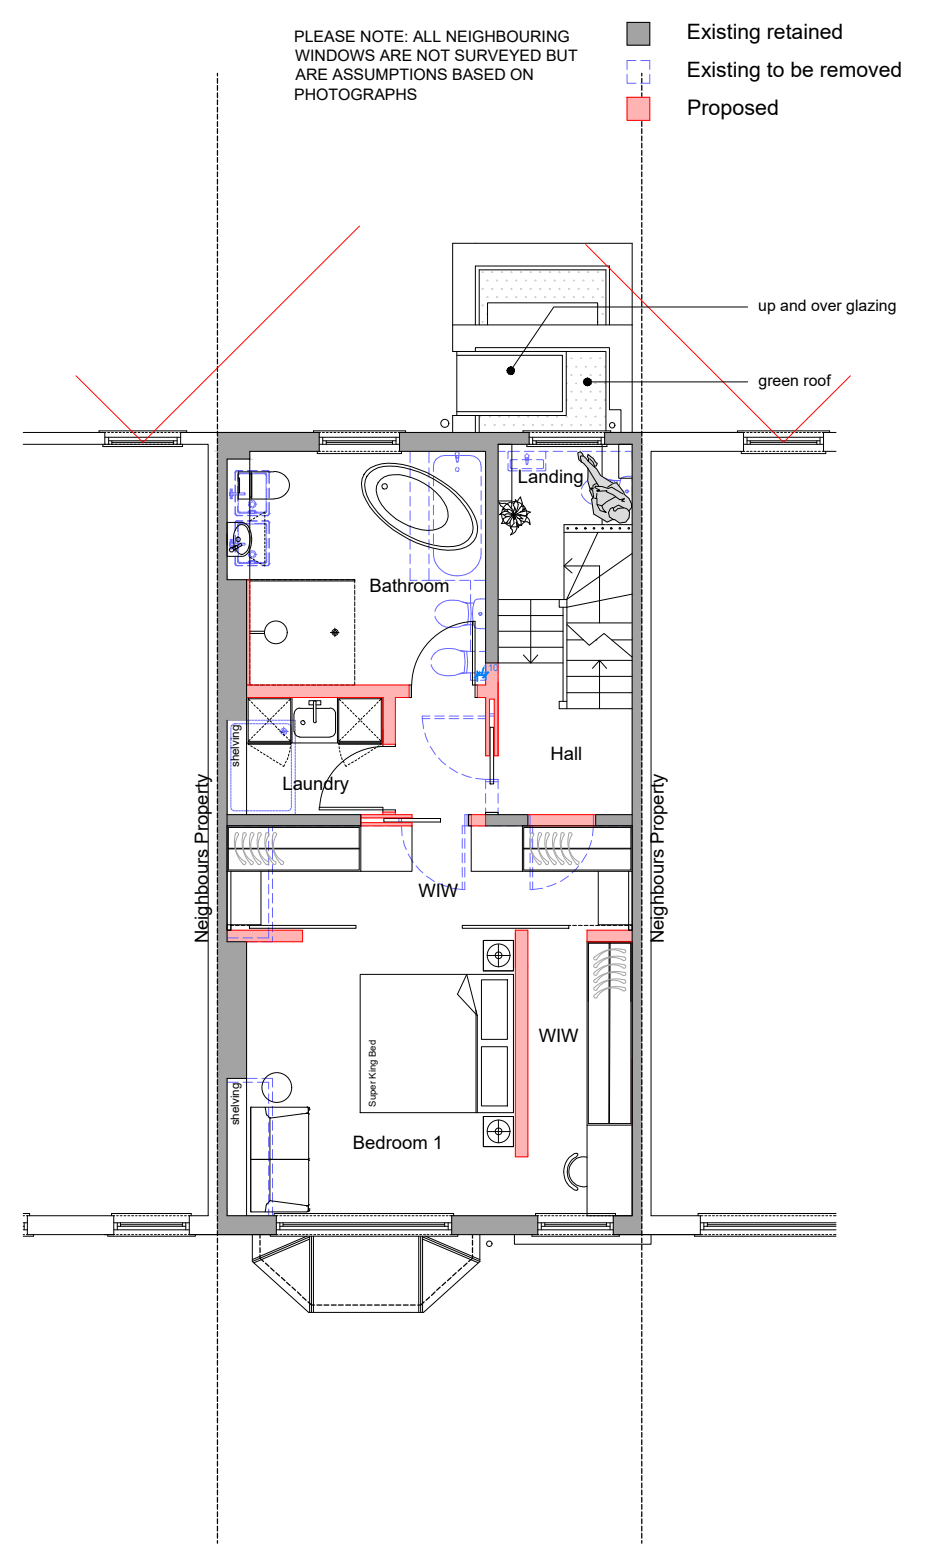 PLEASE NOTE: ALL NEIGHBOURING
WINDOWS ARE NOT SURVEYED BUT
ARE ASSUMPTIONS BASED ON
PHOTOGRAPHS
Existing retained
Existing to be removed
Proposed
up and over glazing
green roof
Landing
Bathroom
10
Hall
shelving
Laundry
Neighbours Property
Neighbours Property
WIW
WIW
Super King Bed
shelving
Bedroom 1